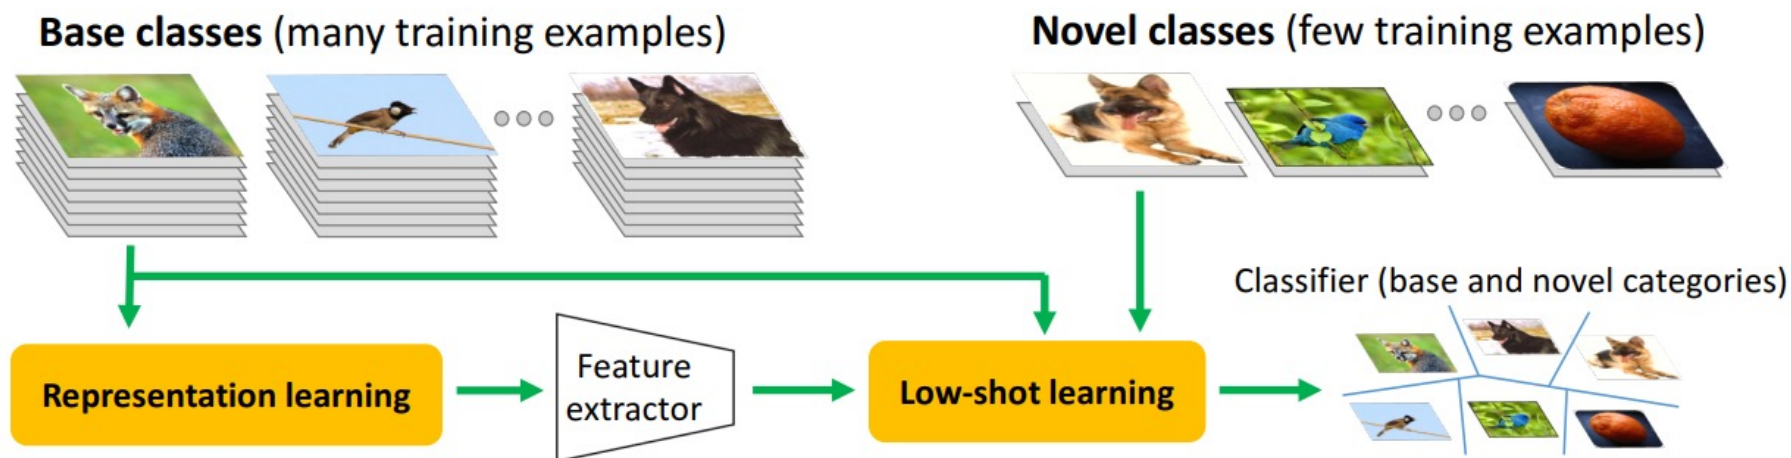 Base classes (many training examples)
Novel classes (few training examples)
Classifier (base and novel categories)
Representation learning
Feature
extractor
Low-shot learning